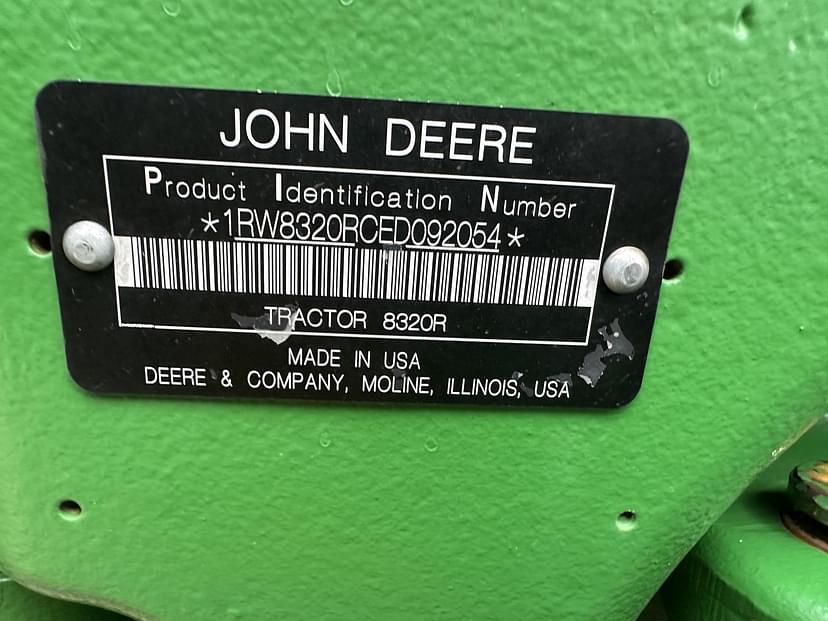 JOHN DEERE
Product Identification Number
*1RW8320RCED092054*
TRACTOR 8320R
MADE IN USA
DEERE & COMPANY, MOLINE, ILLINOIS, USA